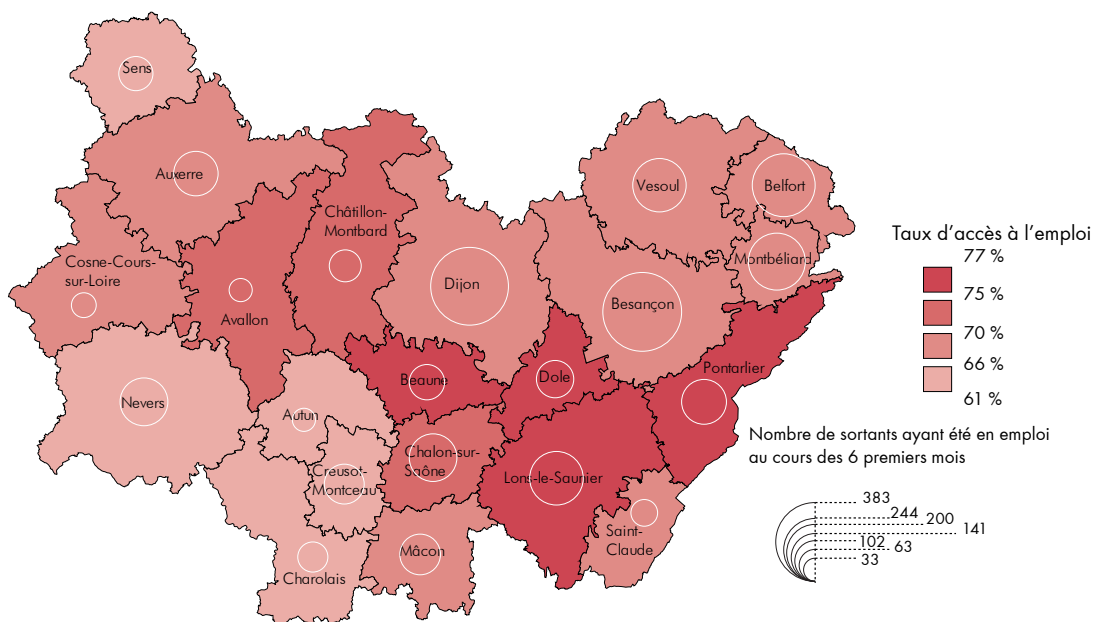 Sens
Auxerre
Vesoul
Belfort
Châtillon-
Montbard
Cosne-Cours-
sur-Loire
Avallon
Dijon
Besançon
Montbéliard
Taux d'accès à l'emploi
77 %
75 %
70 %
66 %
61 %
Nevers
Beaune
Dole
Pontarlier
Autun
Creusot-
Montceau
Chalon-sur-
Saône
Lons-le-Saunier
Saint-
Claude
Mâcon
Charolais
Nombre de sortants ayant été en emploi
au cours des 6 premiers mois
383
244
200
141
102
63
33